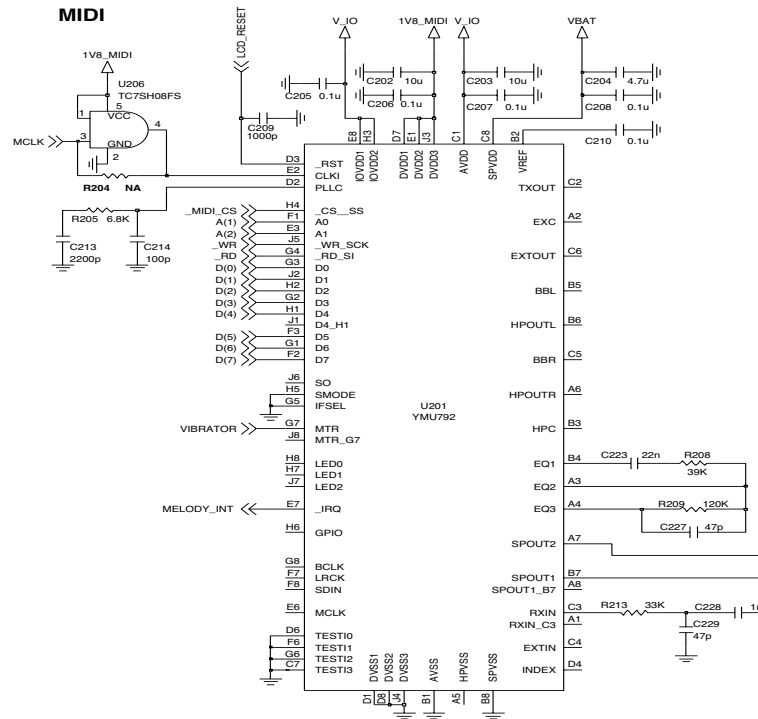 MIDI
LCD_RESET
V_IO
1V8_MIDI
V_IO
VBAT
1V8_MIDI
U206
TC7SH08FS
C205
0.1u
C202
10u
C206
0.1u
C203
10u
C207
0.1u
C204
4.7u
C208
0.1u
C210
0.1u
C209
1000p
MCLK
1
3
5
VCC
GND
2
4
R204 NA
R205 6.8K
C213
2200p
C214
100p
E8
H3
D7
E1
J3
C1
C8
B2
IOVDD1
IOVDD2
DVDD1
DVDD2
DVDD3
AVDD
SPVDD
VREF
D3 _RST
E2 CLKI
D2 PLLC
_MIDI_CS H4 _CS__SS
A(1) F1 A0
A(2) E3 A1
_WR J5 _WR_SCK
_RD G4 _RD_SI
D(0) G3 D0
D(1) J2 D1
D(2) H2 D2
D(3) G2 D3
D(4) H1 D4
J1 D4_H1
D(5) F3 D5
D(6) G1 D6
D(7) F2 D7
J6 SO
H5 SMODE
G5 IFSEL
VIBRATOR G7 MTR
J8 MTR_G7
H8 LED0
H7 LED1
J7 LED2
MELODY_INT E7 _IRQ
H6 GPIO
G8 BCLK
F7 LRCK
F8 SDIN
E6 MCLK
D6 TESTI0
F6 TESTI1
G6 TESTI2
C7 TESTI3
U201
YMU792
TXOUT C2
EXC A2
EXTOUT C6
BBL B5
HPOUTL B6
BBR C5
HPOUTR A6
HPC B3
EQ1 B4
EQ2 A3
EQ3 A4
SPOUT2 A7
SPOUT1 B7
SPOUT1_B7 A8
RXIN C3
RXIN_C3 A1
EXTIN C4
INDEX D4
C223 22n
R208
39K
R209 120K
C227 47p
R213 33K
C228
C229
47p
DVSS1
DVSS2
DVSS3
AVSS
HPVSS
SPVSS
D1
D8
J4
B1
A5
B8